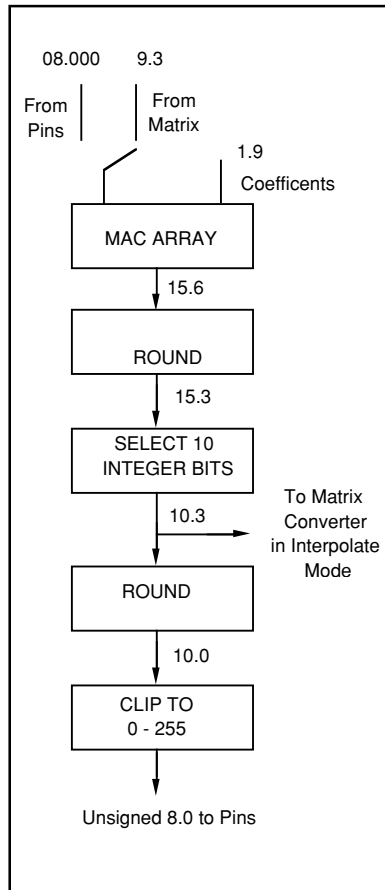 08.000 9.3
From Pins
From Matrix
1.9
Coefficents
MAC ARRAY
15.6
ROUND
15.3
SELECT 10
INTEGER BITS
10.3
To Matrix
Converter
in Interpolate
Mode
ROUND
10.0
CLIP TO
0 - 255
Unsigned 8.0 to Pins